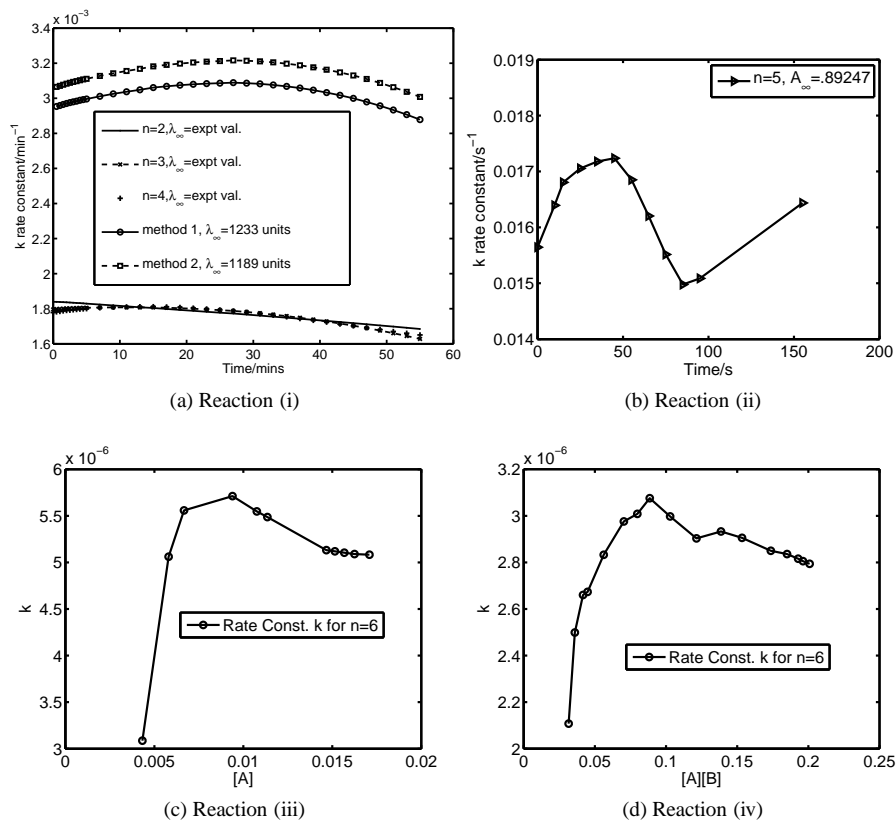 x 10⁻³
3.4
3.2
3
2.8
2.6
2.4
2.2
2
1.8
1.6
k rate constant/min⁻¹
n=2,λ∞=expt val.
n=3,λ∞=expt val.
n=4,λ∞=expt val.
method 1, λ∞=1233 units
method 2, λ∞=1189 units
0 10 20 30 40 50 60
Time/mins
(a) Reaction (i)
0.019
0.018
0.017
0.016
0.015
0.014
k rate constant/s⁻¹
n=5, A∞=.89247
0 50 100 150 200
Time/s
(b) Reaction (ii)
x 10⁻⁶
6
5.5
5
4.5
4
3.5
3
k
Rate Const. k for n=6
0 0.005 0.01 0.015 0.02
[A]
(c) Reaction (iii)
x 10⁻⁶
3.2
3
2.8
2.6
2.4
2.2
2
k
Rate Const. k for n=6
0 0.05 0.1 0.15 0.2 0.25
[A][B]
(d) Reaction (iv)